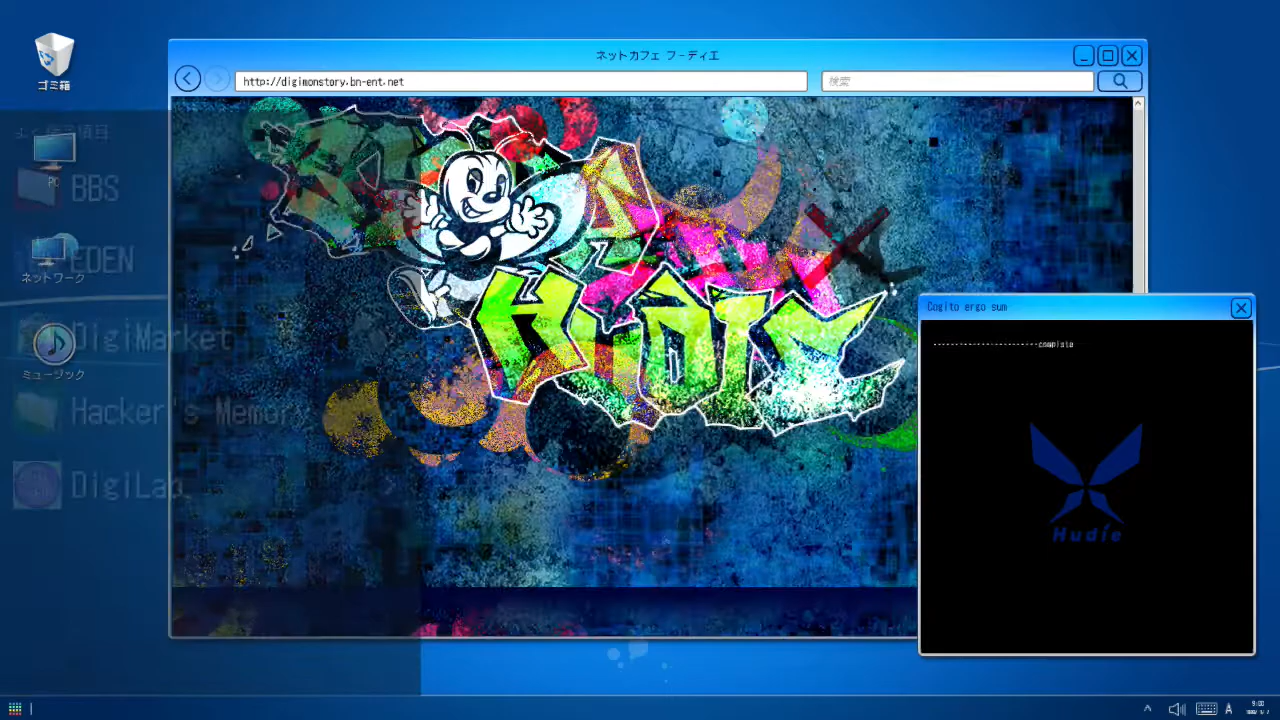 ゴミ箱
ネットカフェ フーディエ
http://digimonstory.bn-ent.net
検索
PC
BBS
EDEN
ネットワーク
DigiMarket
ミュージック
Hacker's Memory
DigiLab
HUDIE
Cogito ergo sum
complete
Hudie
A
9:00